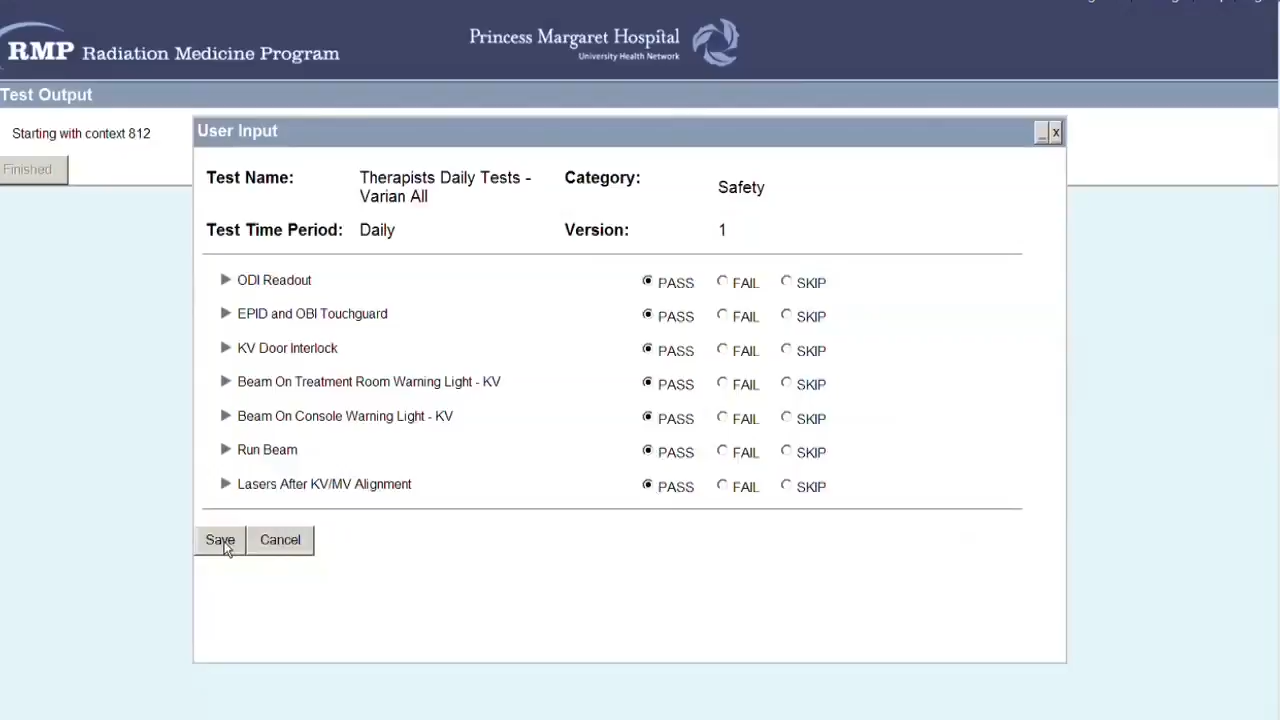 RMP Radiation Medicine Program
Princess Margaret Hospital
University Health Network
Test Output
Starting with context 812
Finished
User Input
_ x
Test Name: Therapists Daily Tests - Varian All
Category: Safety
Test Time Period: Daily
Version: 1
ODI Readout PASS FAIL SKIP
EPID and OBI Touchguard PASS FAIL SKIP
KV Door Interlock PASS FAIL SKIP
Beam On Treatment Room Warning Light - KV PASS FAIL SKIP
Beam On Console Warning Light - KV PASS FAIL SKIP
Run Beam PASS FAIL SKIP
Lasers After KV/MV Alignment PASS FAIL SKIP
Save Cancel